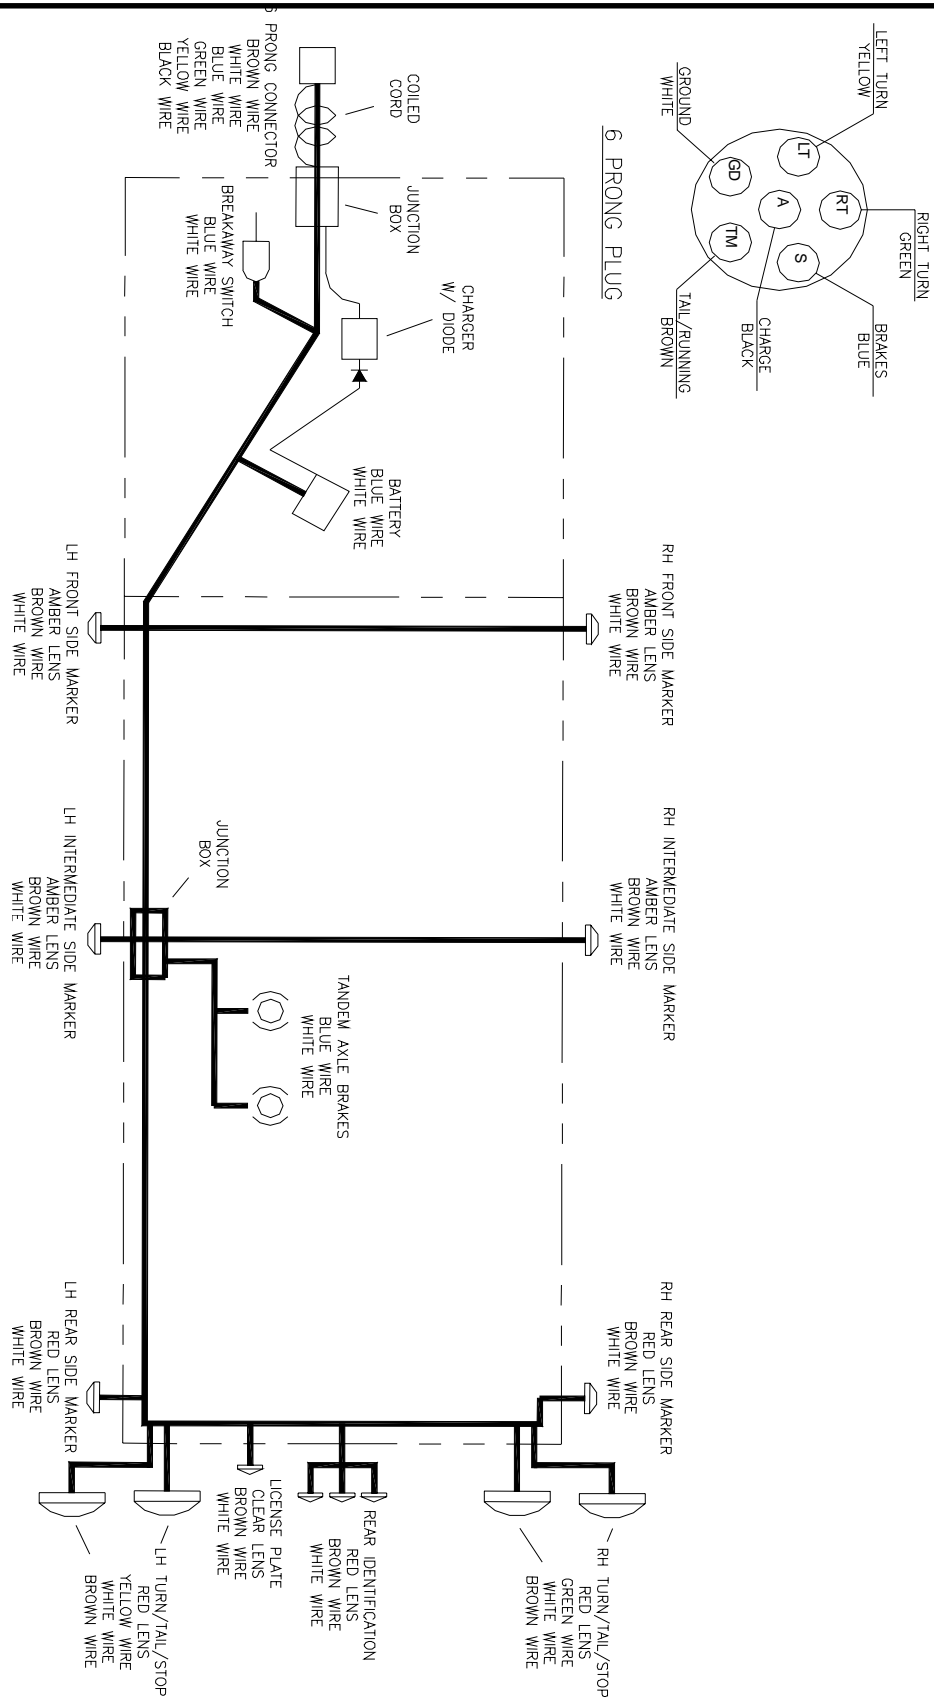 6 PRONG CONNECTOR
BROWN WIRE
WHITE WIRE
BLUE WIRE
GREEN WIRE
YELLOW WIRE
BLACK WIRE
COILED
CORD
JUNCTION
BOX
BREAKAWAY SWITCH
BLUE WIRE
WHITE WIRE
CHARGER
W/ DIODE
BATTERY
BLUE WIRE
WHITE WIRE
6 PRONG PLUG
LEFT TURN
YELLOW
GROUND
WHITE
RIGHT TURN
GREEN
BRAKES
BLUE
CHARGE
BLACK
TAIL/RUNNING
BROWN
LT
RT
GD
A
S
TM
RH FRONT SIDE MARKER
AMBER LENS
BROWN WIRE
WHITE WIRE
LH FRONT SIDE MARKER
AMBER LENS
BROWN WIRE
WHITE WIRE
RH INTERMEDIATE SIDE MARKER
AMBER LENS
BROWN WIRE
WHITE WIRE
JUNCTION
BOX
LH INTERMEDIATE SIDE MARKER
AMBER LENS
BROWN WIRE
WHITE WIRE
TANDEM AXLE BRAKES
BLUE WIRE
WHITE WIRE
RH REAR SIDE MARKER
RED LENS
BROWN WIRE
WHITE WIRE
LH REAR SIDE MARKER
RED LENS
BROWN WIRE
WHITE WIRE
RH TURN/TAIL/STOP
RED LENS
GREEN WIRE
WHITE WIRE
BROWN WIRE
REAR IDENTIFICATION
RED LENS
BROWN WIRE
WHITE WIRE
LICENSE PLATE
CLEAR LENS
BROWN WIRE
WHITE WIRE
LH TURN/TAIL/STOP
RED LENS
YELLOW WIRE
WHITE WIRE
BROWN WIRE